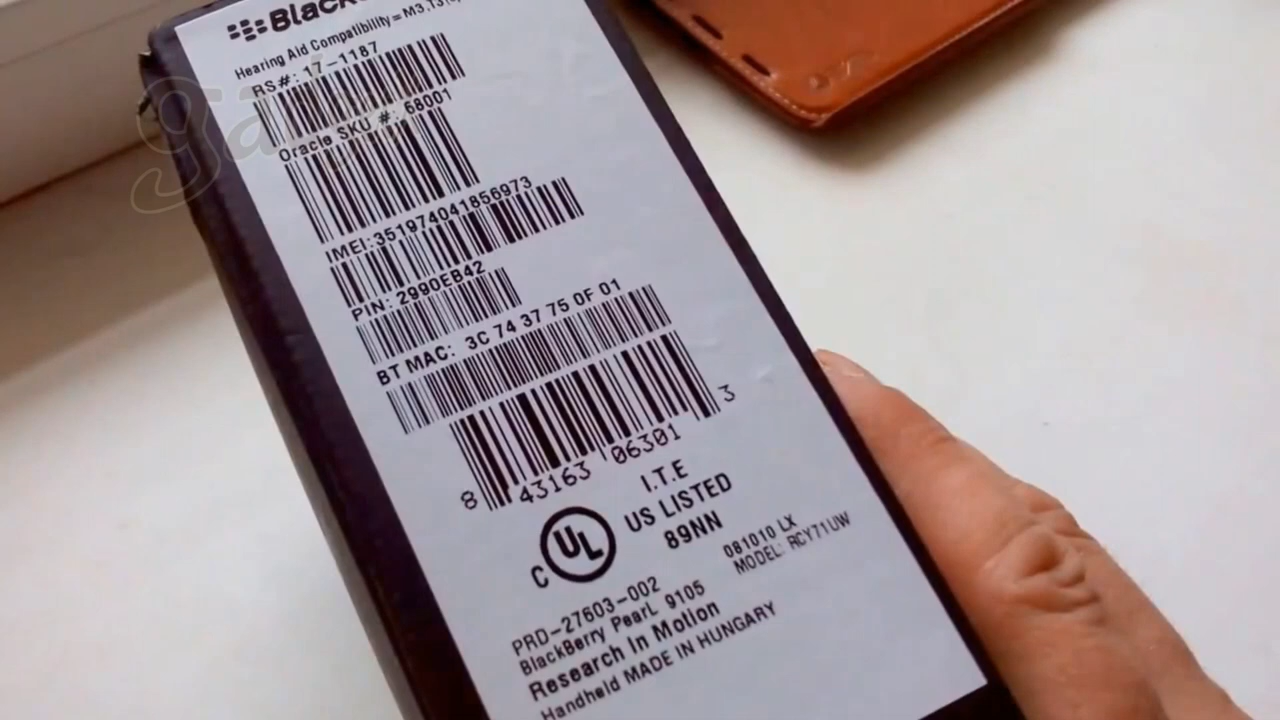 BlackBerry
Hearing Aid Compatibility = M3,T3
RS#: 17-1187
Oracle SKU #: 68001
IMEI:351974041856973
PIN: 2990EB42
BT MAC: 3C 74 37 75 0F 01
8 43163 06301 3
I.T.E
C UL US LISTED
89NN
081010 LX
MODEL: RCY71UW
PRD-27603-002
BlackBerry Pearl 9105
Research In Motion
Handheld MADE IN HUNGARY